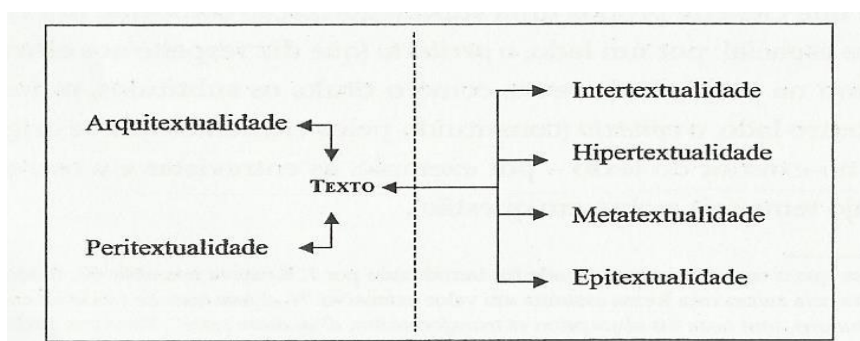 Arquitextualidade
TEXTO
Peritextualidade
Intertextualidade
Hipertextualidade
Metatextualidade
Epitextualidade